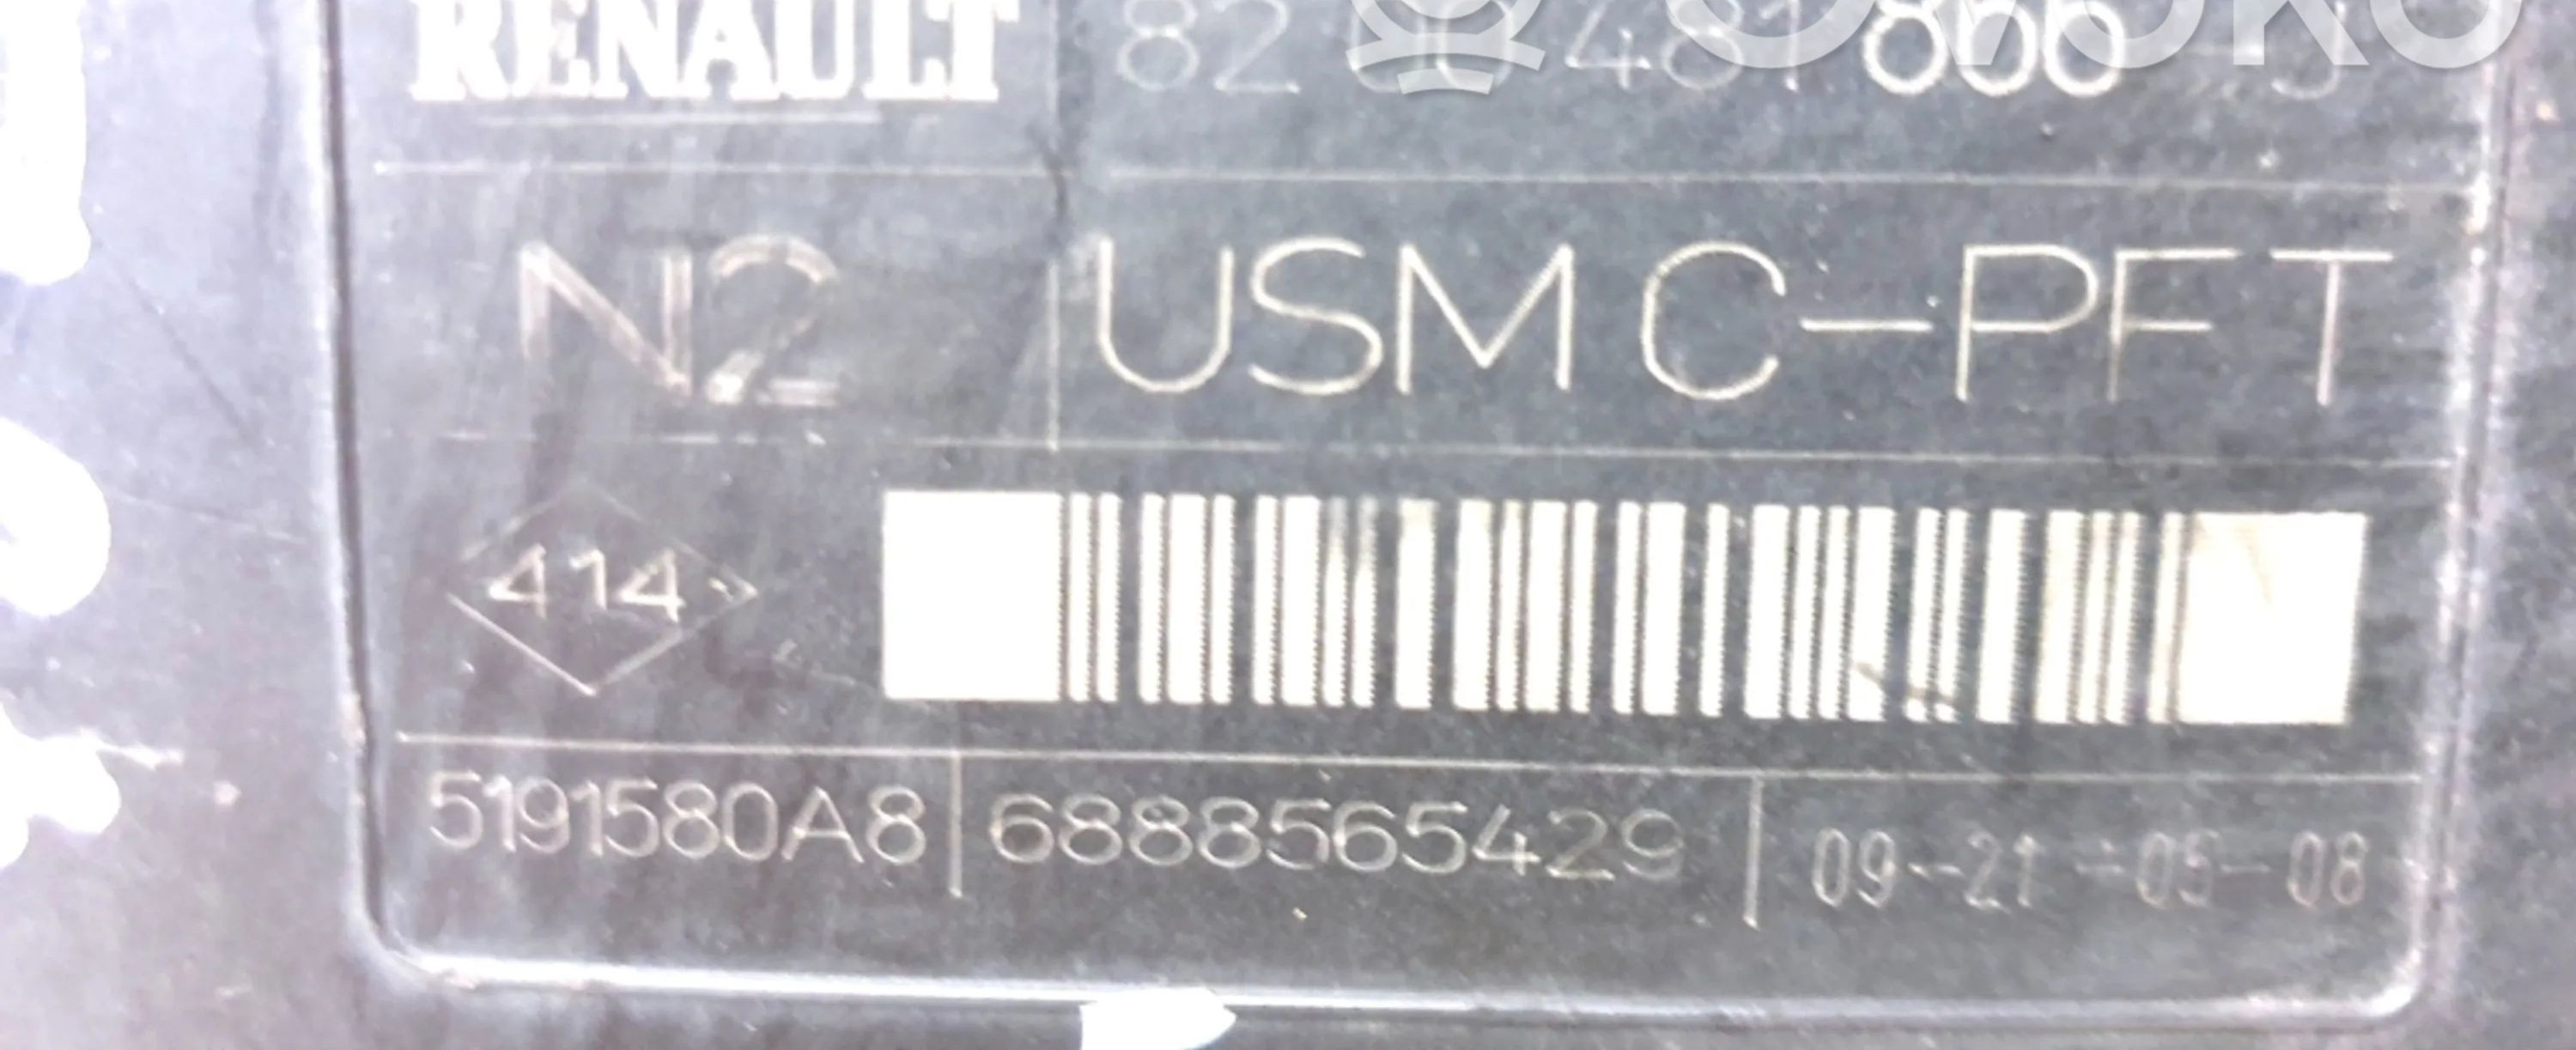 RENAULT
N2 USM C-PFT
414
5191580A8 6888565429 09-21-05-08